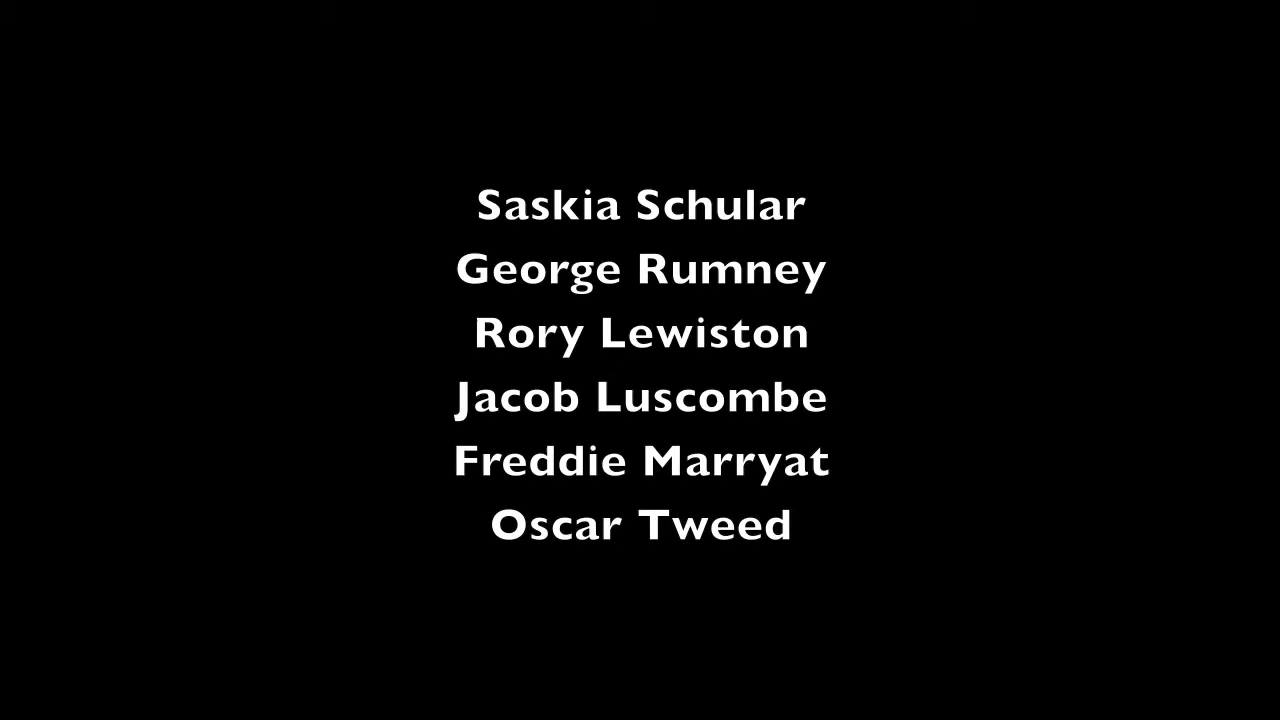 Saskia Schular
George Rumney
Rory Lewiston
Jacob Luscombe
Freddie Marryat
Oscar Tweed